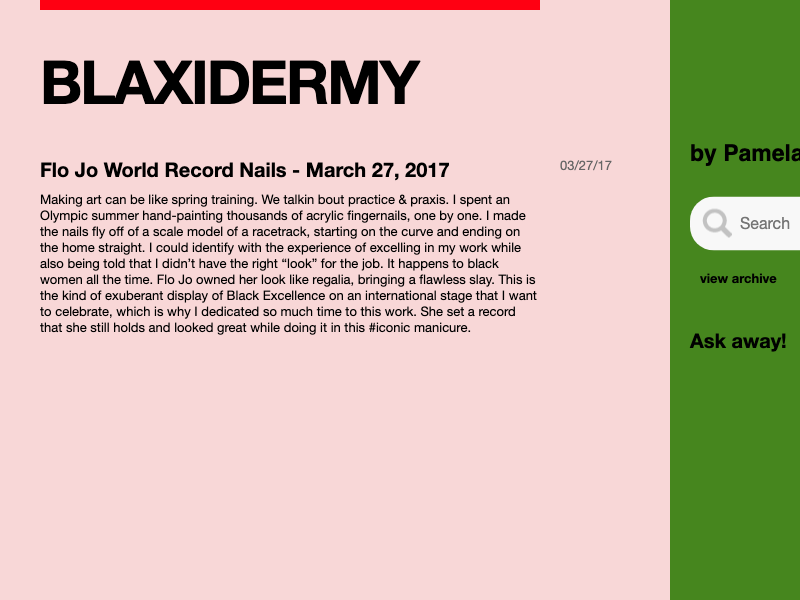 BLAXIDERMY
Flo Jo World Record Nails - March 27, 2017
03/27/17
Making art can be like spring training. We talkin bout practice & praxis. I spent an
Olympic summer hand-painting thousands of acrylic fingernails, one by one. I made
the nails fly off of a scale model of a racetrack, starting on the curve and ending on
the home straight. I could identify with the experience of excelling in my work while
also being told that I didn’t have the right “look” for the job. It happens to black
women all the time. Flo Jo owned her look like regalia, bringing a flawless slay. This is
the kind of exuberant display of Black Excellence on an international stage that I want
to celebrate, which is why I dedicated so much time to this work. She set a record
that she still holds and looked great while doing it in this #iconic manicure.
by Pamela
Search
view archive
Ask away!